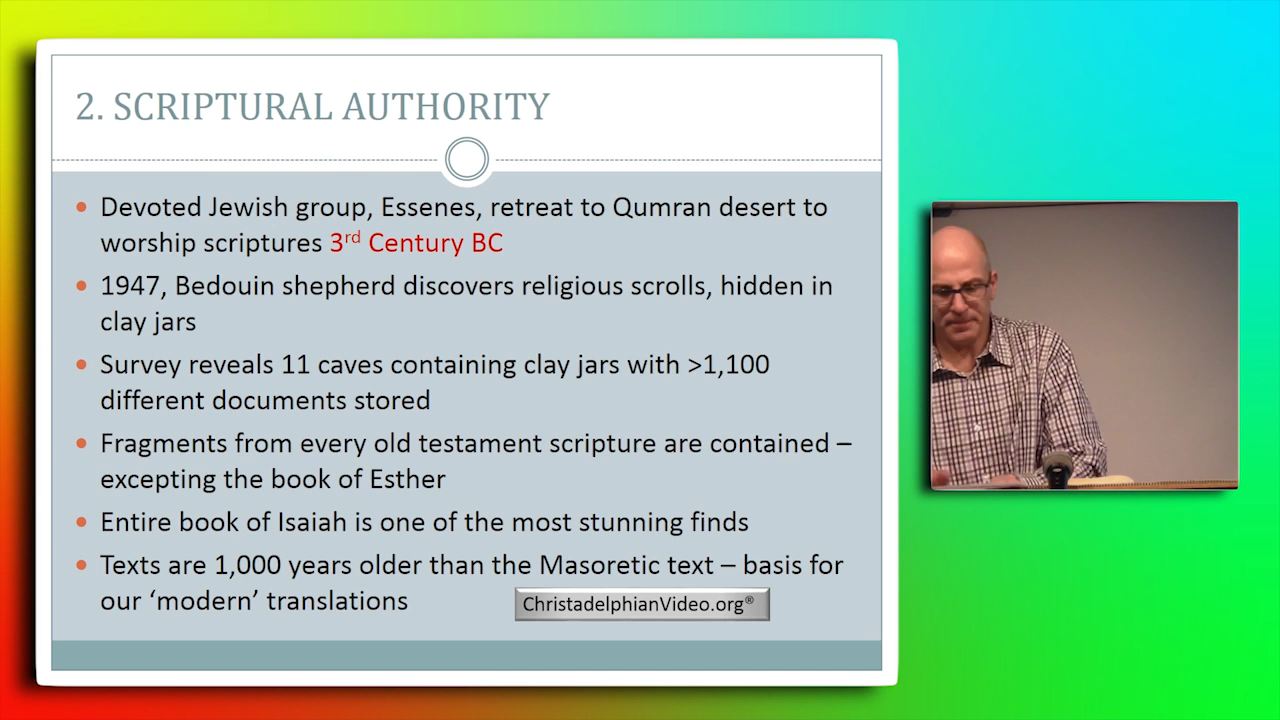 2. SCRIPTURAL AUTHORITY
• Devoted Jewish group, Essenes, retreat to Qumran desert to
worship scriptures 3rd Century BC
• 1947, Bedouin shepherd discovers religious scrolls, hidden in
clay jars
• Survey reveals 11 caves containing clay jars with >1,100
different documents stored
• Fragments from every old testament scripture are contained –
excepting the book of Esther
• Entire book of Isaiah is one of the most stunning finds
• Texts are 1,000 years older than the Masoretic text – basis for
our ‘modern’ translations
ChristadelphianVideo.org®